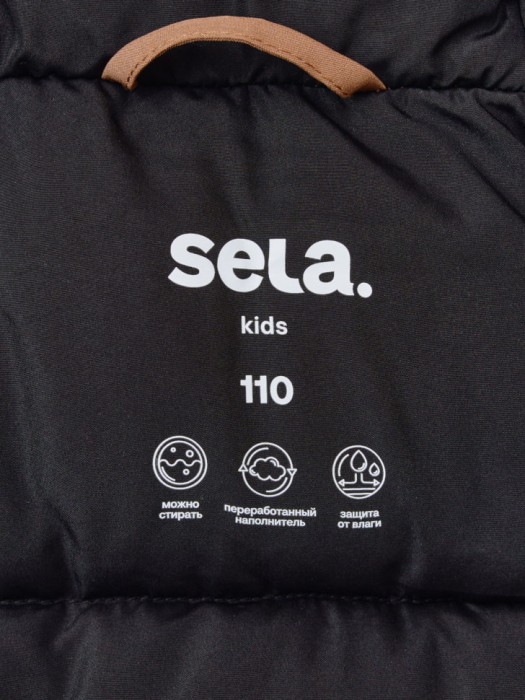 sela.
kids
110
можно
стирать
переработанный
наполнитель
защита
от влаги